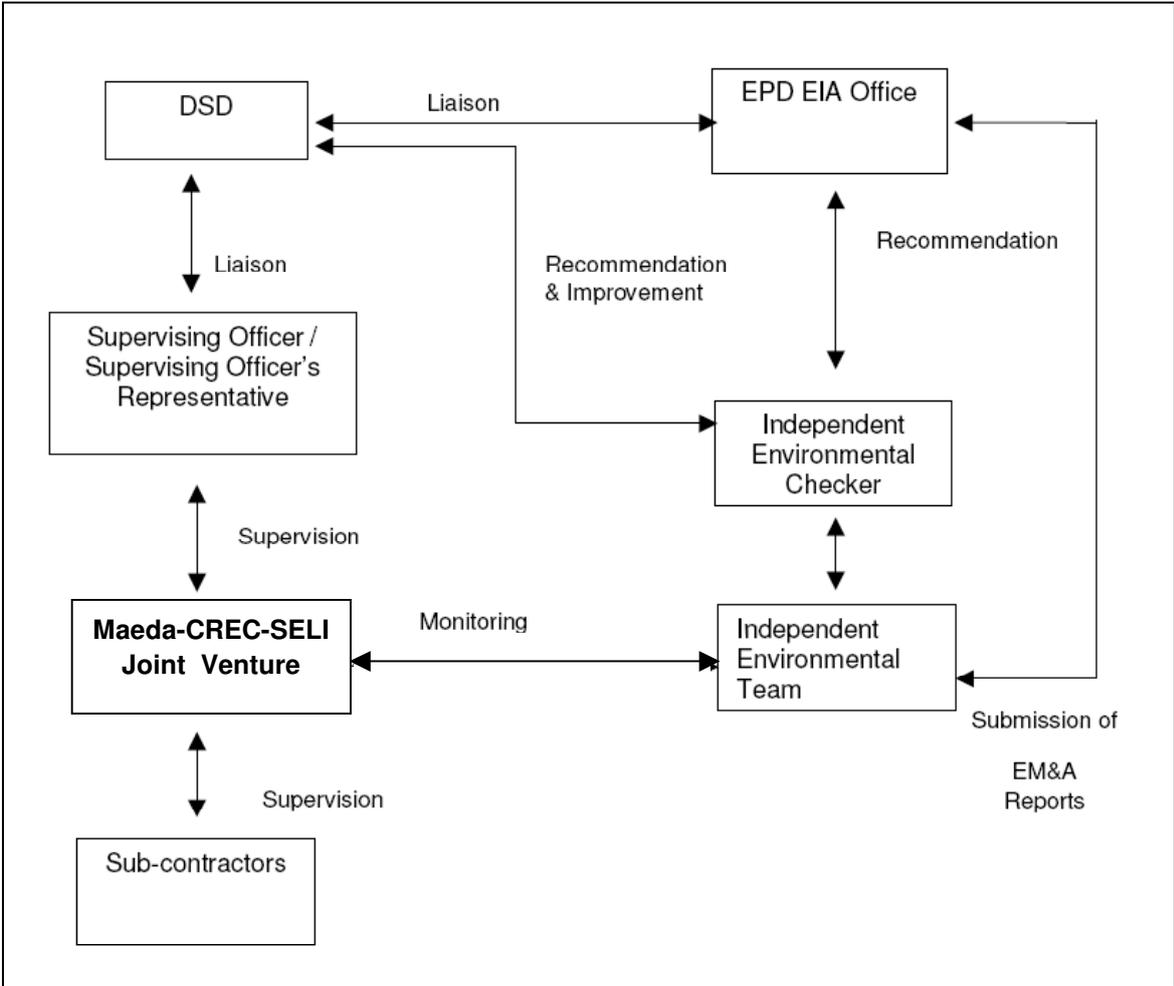 DSD
Liaison
EPD EIA Office
Liaison
Recommendation
& Improvement
Recommendation
Supervising Officer /
Supervising Officer's
Representative
Independent
Environmental
Checker
Supervision
Maeda-CREC-SELI
Joint Venture
Monitoring
Independent
Environmental
Team
Submission of
EM&A
Reports
Supervision
Sub-contractors